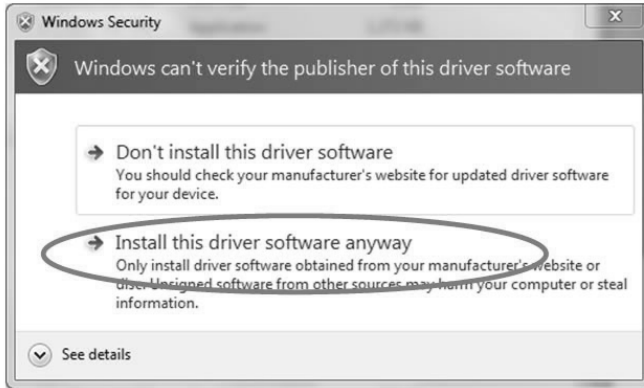 Windows Security
Windows can't verify the publisher of this driver software
Don't install this driver software
You should check your manufacturer's website for updated driver software
for your device.
Install this driver software anyway
Only install driver software obtained from your manufacturer's website or
disc. Unsigned software from other sources may harm your computer or steal
information.
See details